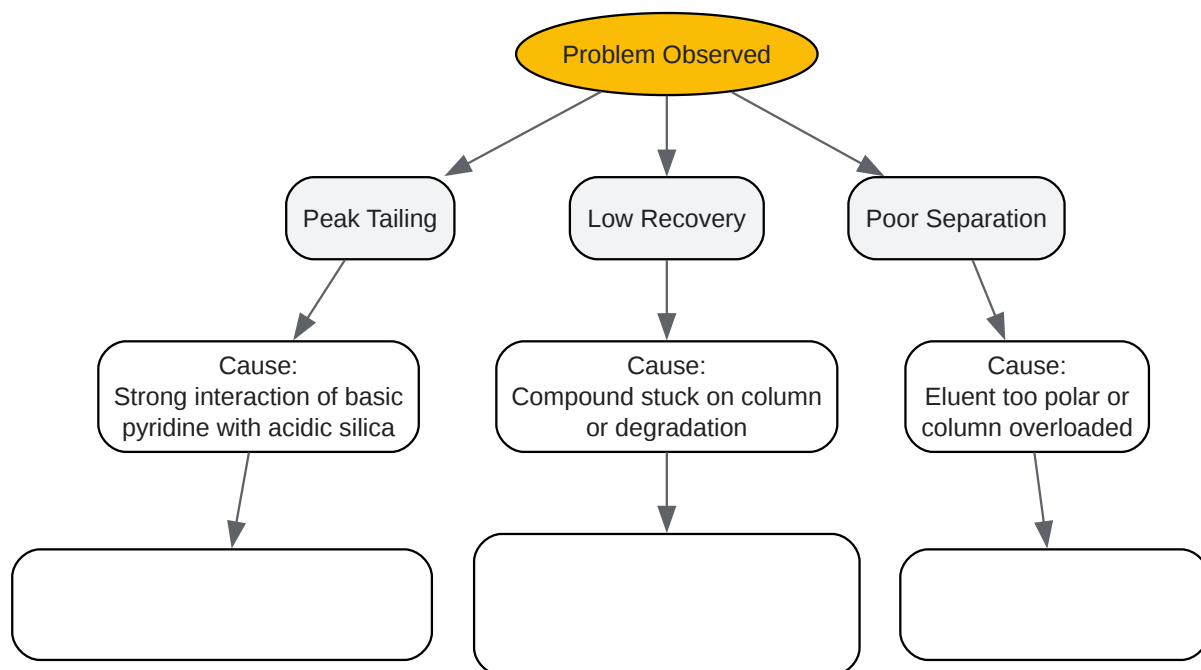 Problem Observed
Peak Tailing
Low Recovery
Poor Separation
Cause:
Strong interaction of basic
pyridine with acidic silica
Cause:
Compound stuck on column
or degradation
Cause:
Eluent too polar or
column overloaded